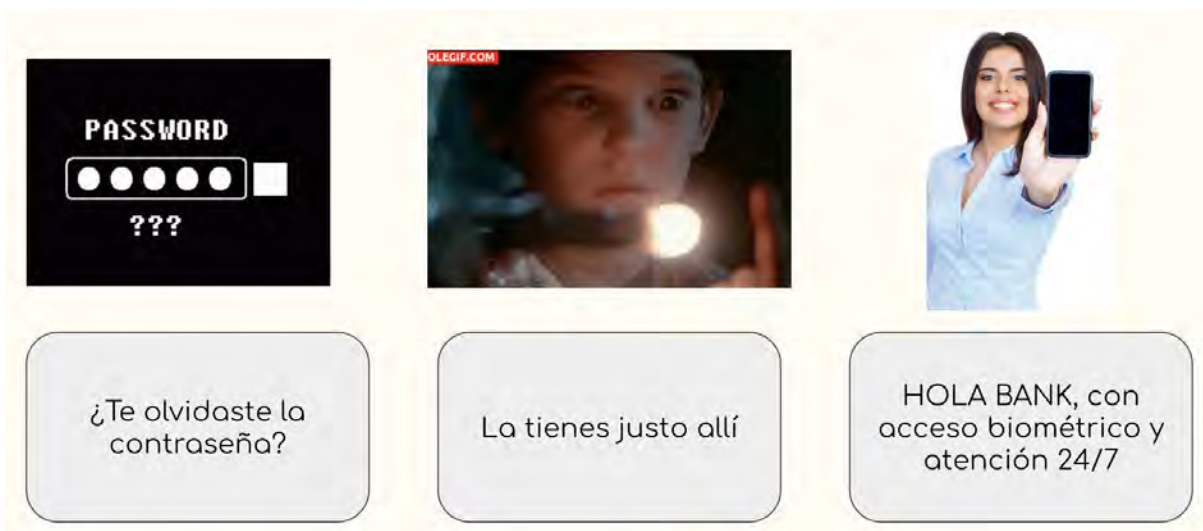 PASSWORD
???
OLEGIF.COM
¿Te olvidaste la
contraseña?
La tienes justo allí
HOLA BANK, con
acceso biométrico y
atención 24/7